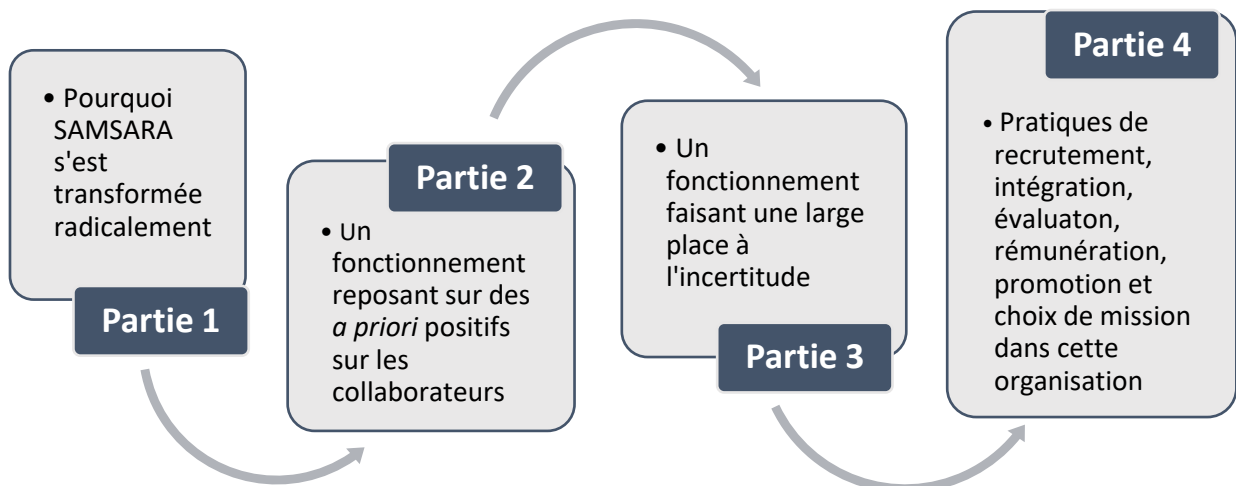 • Pourquoi
SAMSARA
s'est
transformée
radicalement
Partie 1
Partie 2
• Un
fonctionnement
reposant sur des
a priori positifs
sur les
collaborateurs
• Un
fonctionnement
faisant une large
place à
l'incertitude
Partie 3
Partie 4
• Pratiques de
recrutement,
intégration,
évaluaton,
rémunération,
promotion et
choix de mission
dans cette
organisation